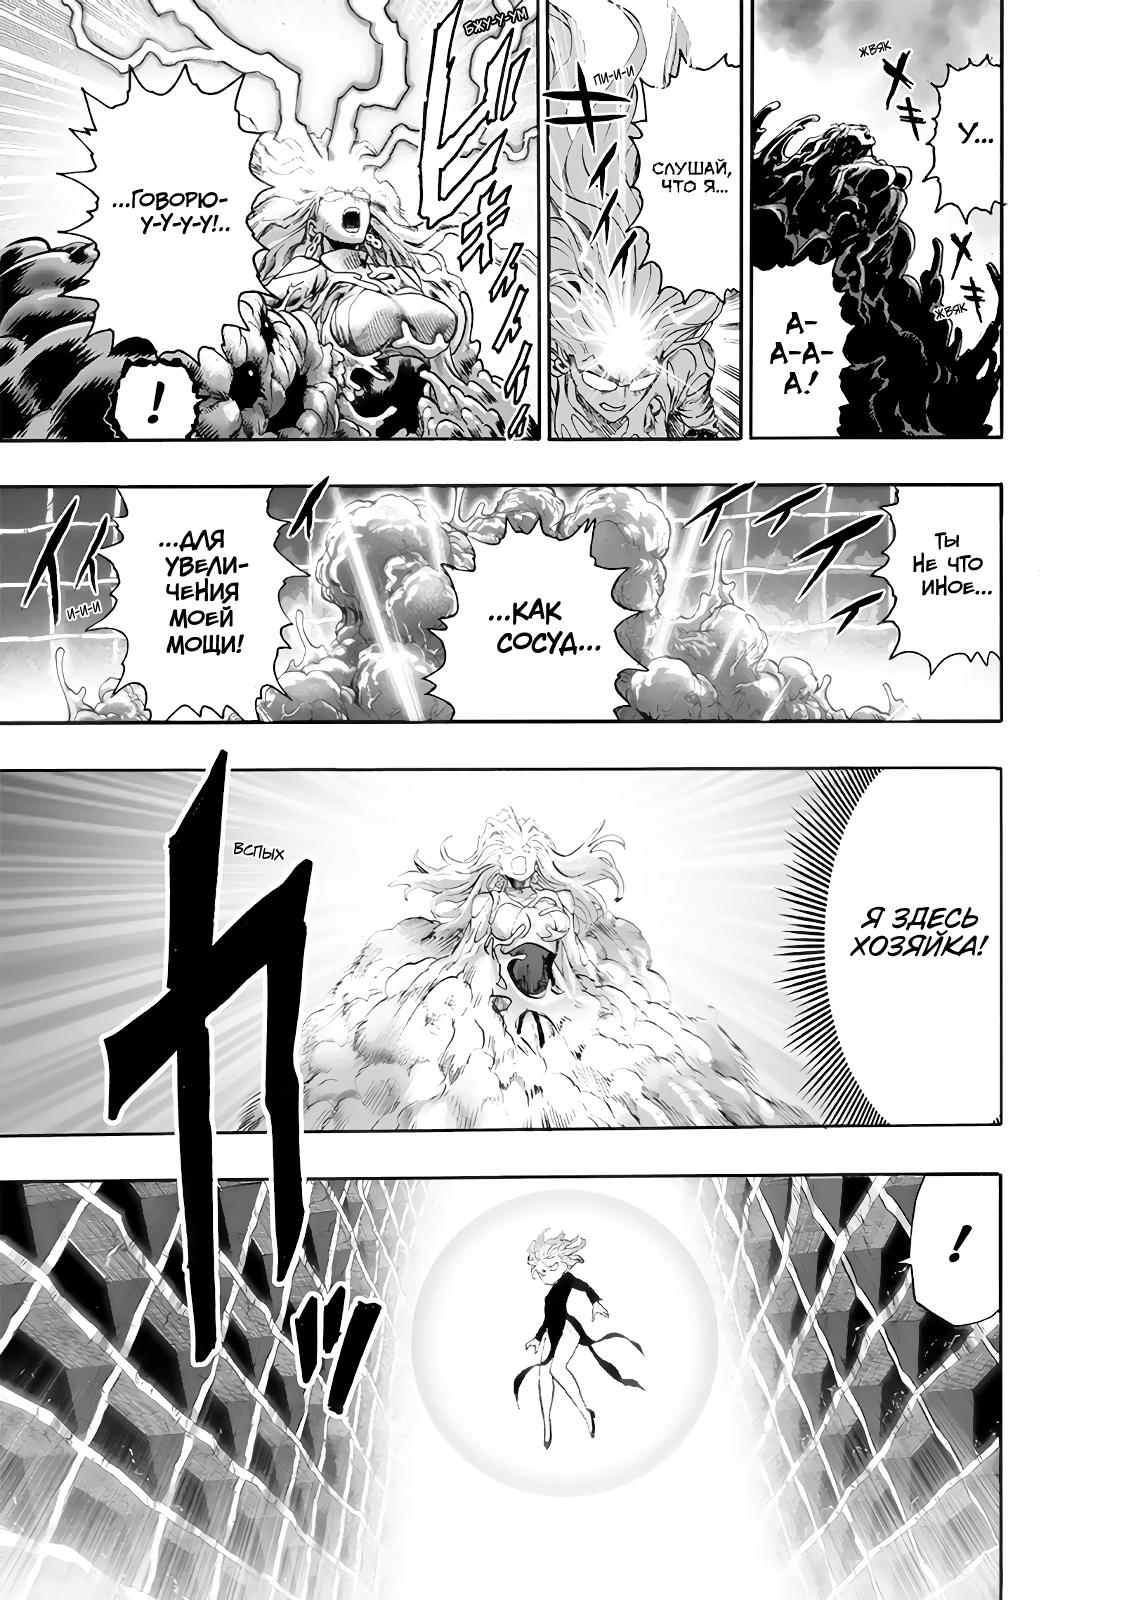 ЖВЯК
У...
ЖВЯК
А-
А-А-
А!
ПИ-И-И
СЛУШАЙ,
ЧТО Я...
БЖУ-У-УМ
...ГОВОРЮ-
У-У-У-У!..
!
ТЫ
НЕ ЧТО
ИНОЕ...
...КАК
СОСУД...
...ДЛЯ
УВЕЛИ-
ЧЕНИЯ
МОЕЙ
МОЩИ!
И-И-И
Я ЗДЕСЬ
ХОЗЯЙКА!
ВСПЫХ
!